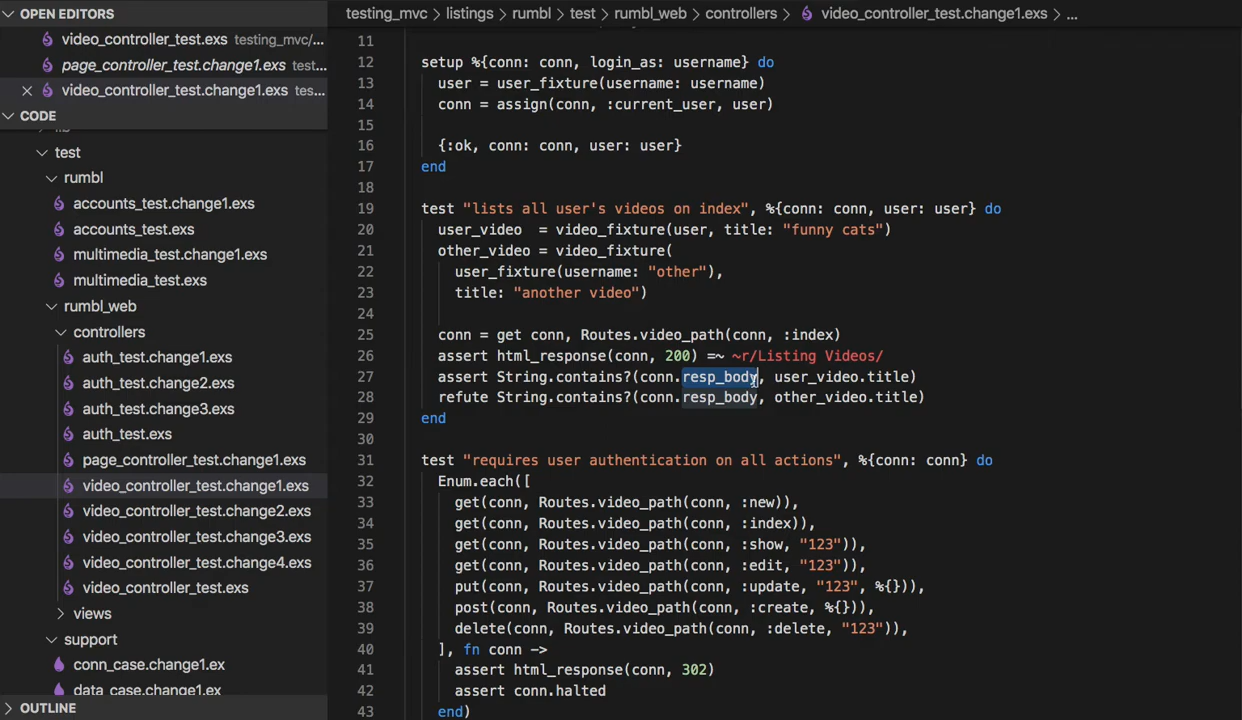 OPEN EDITORS
video_controller_test.exs testing_mvc/...
page_controller_test.change1.exs test...
video_controller_test.change1.exs tes...
CODE
test
rumbl
accounts_test.change1.exs
accounts_test.exs
multimedia_test.change1.exs
multimedia_test.exs
rumbl_web
controllers
auth_test.change1.exs
auth_test.change2.exs
auth_test.change3.exs
auth_test.exs
page_controller_test.change1.exs
video_controller_test.change1.exs
video_controller_test.change2.exs
video_controller_test.change3.exs
video_controller_test.change4.exs
video_controller_test.exs
views
support
conn_case.change1.ex
data_case.change1.ex
OUTLINE
testing_mvc > listings > rumbl > test > rumbl_web > controllers > video_controller_test.change1.exs > ...
11
12 setup %{conn: conn, login_as: username} do
13 user = user_fixture(username: username)
14 conn = assign(conn, :current_user, user)
15
16 {:ok, conn: conn, user: user}
17 end
18
19 test "lists all user's videos on index", %{conn: conn, user: user} do
20 user_video  = video_fixture(user, title: "funny cats")
21 other_video = video_fixture(
22 user_fixture(username: "other"),
23 title: "another video")
24
25 conn = get conn, Routes.video_path(conn, :index)
26 assert html_response(conn, 200) =~ ~r/Listing Videos/
27 assert String.contains?(conn.resp_body, user_video.title)
28 refute String.contains?(conn.resp_body, other_video.title)
29 end
30
31 test "requires user authentication on all actions", %{conn: conn} do
32 Enum.each([
33 get(conn, Routes.video_path(conn, :new)),
34 get(conn, Routes.video_path(conn, :index)),
35 get(conn, Routes.video_path(conn, :show, "123")),
36 get(conn, Routes.video_path(conn, :edit, "123")),
37 put(conn, Routes.video_path(conn, :update, "123", %{})),
38 post(conn, Routes.video_path(conn, :create, %{})),
39 delete(conn, Routes.video_path(conn, :delete, "123")),
40 ], fn conn ->
41 assert html_response(conn, 302)
42 assert conn.halted
43 end)